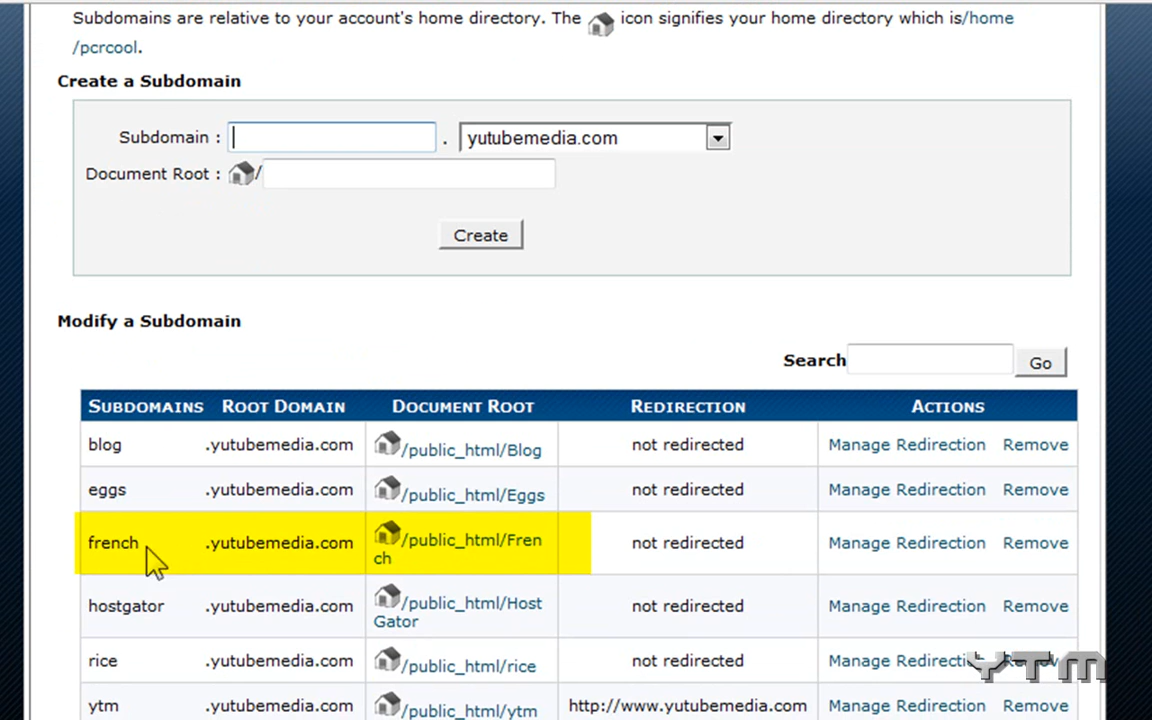 Subdomains are relative to your account's home directory. The icon signifies your home directory which is/home
/pcrcool.
Create a Subdomain
Subdomain : . yutubemedia.com
Document Root : /
Create
Modify a Subdomain
Search Go
SUBDOMAINS ROOT DOMAIN DOCUMENT ROOT REDIRECTION ACTIONS
blog .yutubemedia.com /public_html/Blog not redirected Manage Redirection Remove
eggs .yutubemedia.com /public_html/Eggs not redirected Manage Redirection Remove
french .yutubemedia.com /public_html/Fren not redirected Manage Redirection Remove
ch
hostgator .yutubemedia.com /public_html/Host not redirected Manage Redirection Remove
Gator
rice .yutubemedia.com /public_html/rice not redirected Manage Redirection Remove
YTM
ytm .yutubemedia.com /public_html/ytm http://www.yutubemedia.com Manage Redirection Remove